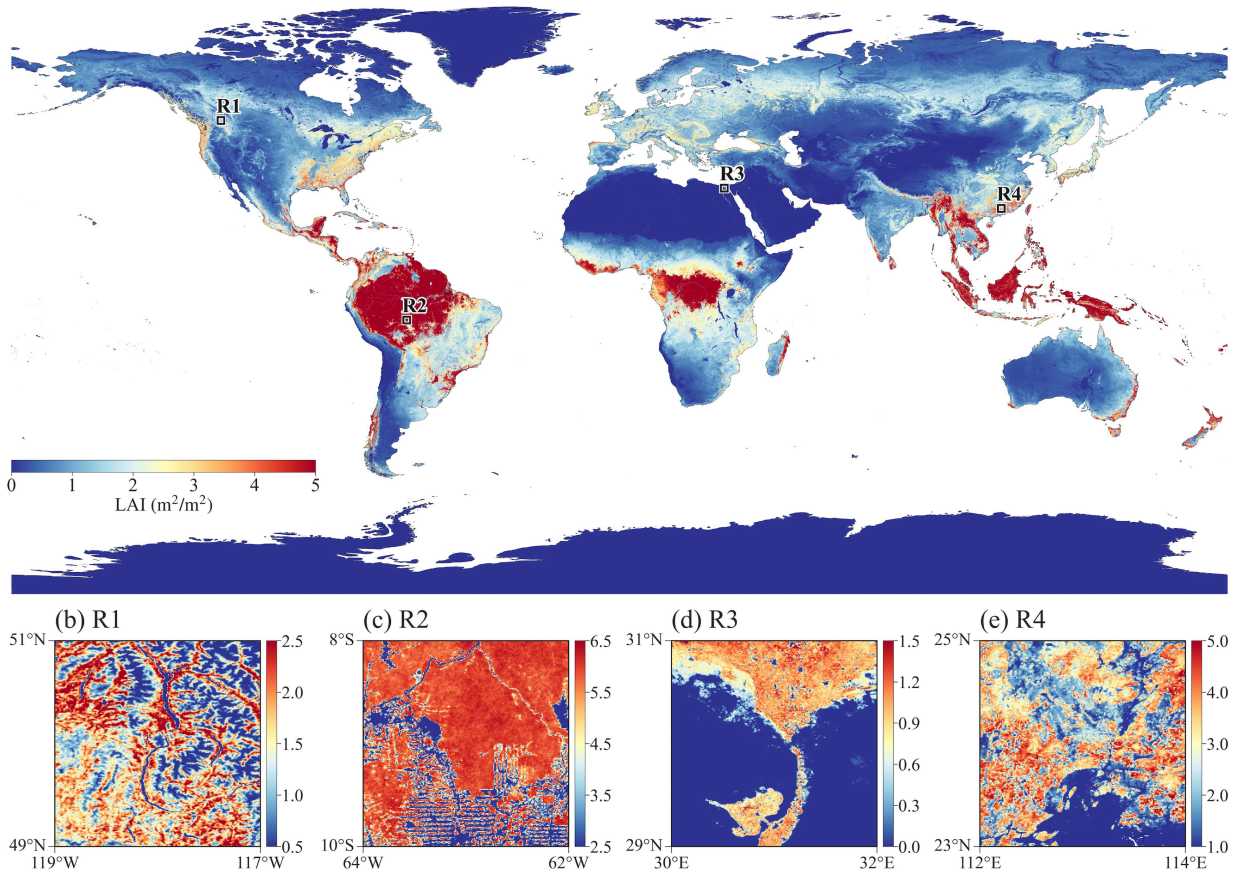 R1
R3
R4
R2
0 1 2 3 4 5
LAI (m²/m²)
(b) R1 (c) R2 (d) R3 (e) R4
51°N 2.5 8°S 6.5 31°N 1.5 25°N 5.0
2.0 5.5 1.2 4.0
0.9
1.5 4.5 3.0
0.6
1.0 3.5 0.3 2.0
49°N 0.5 10°S 2.5 29°N 0.0 23°N 1.0
119°W 117°W 64°W 62°W 30°E 32°E 112°E 114°E